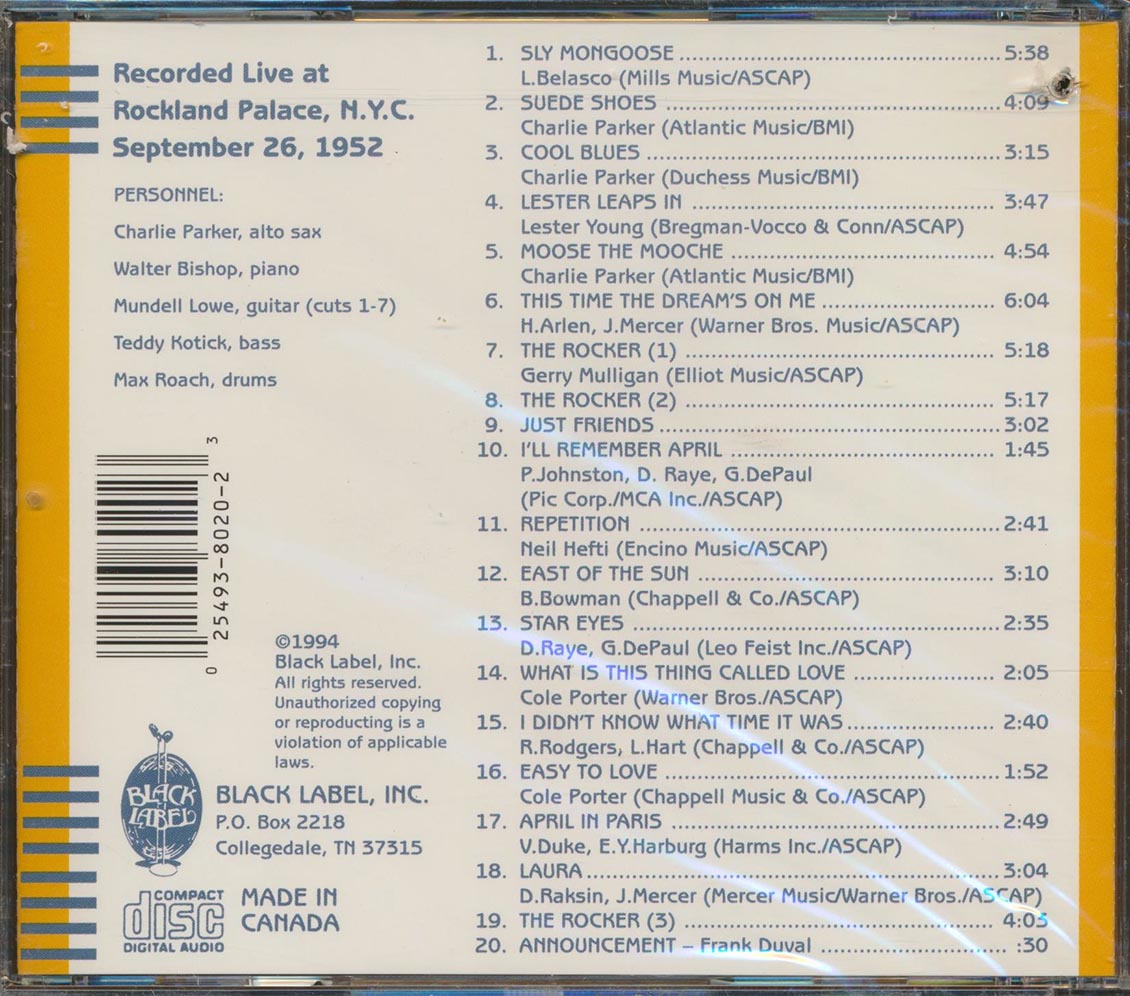 Recorded Live at
Rockland Palace, N.Y.C.
September 26, 1952
PERSONNEL:
Charlie Parker, alto sax
Walter Bishop, piano
Mundell Lowe, guitar (cuts 1-7)
Teddy Kotick, bass
Max Roach, drums
1. SLY MONGOOSE ........ 5:38
L.Belasco (Mills Music/ASCAP)
2. SUEDE SHOES ........ 4:09
Charlie Parker (Atlantic Music/BMI)
3. COOL BLUES ........ 3:15
Charlie Parker (Duchess Music/BMI)
4. LESTER LEAPS IN ........ 3:47
Lester Young (Bregman-Vocco & Conn/ASCAP)
5. MOOSE THE MOOCHE ........ 4:54
Charlie Parker (Atlantic Music/BMI)
6. THIS TIME THE DREAM'S ON ME ........ 6:04
H.Arlen, J.Mercer (Warner Bros. Music/ASCAP)
7. THE ROCKER (1) ........ 5:18
Gerry Mulligan (Elliot Music/ASCAP)
8. THE ROCKER (2) ........ 5:17
9. JUST FRIENDS ........ 3:02
10. I'LL REMEMBER APRIL ........ 1:45
P.Johnston, D. Raye, G.DePaul
(Pic Corp./MCA Inc./ASCAP)
11. REPETITION ........ 2:41
Neil Hefti (Encino Music/ASCAP)
12. EAST OF THE SUN ........ 3:10
B.Bowman (Chappell & Co./ASCAP)
13. STAR EYES ........ 2:35
D.Raye, G.DePaul (Leo Feist Inc./ASCAP)
14. WHAT IS THIS THING CALLED LOVE ........ 2:05
Cole Porter (Warner Bros./ASCAP)
15. I DIDN'T KNOW WHAT TIME IT WAS ........ 2:40
R.Rodgers, L.Hart (Chappell & Co./ASCAP)
16. EASY TO LOVE ........ 1:52
Cole Porter (Chappell Music & Co./ASCAP)
17. APRIL IN PARIS ........ 2:49
V.Duke, E.Y.Harburg (Harms Inc./ASCAP)
18. LAURA ........ 3:04
D.Raksin, J.Mercer (Mercer Music/Warner Bros./ASCAP)
19. THE ROCKER (3) ........ 4:03
20. ANNOUNCEMENT – Frank Duval ........ :30
0 25493-8020-2 3
©1994
Black Label, Inc.
All rights reserved.
Unauthorized copying
or reproducting is a
violation of applicable
laws.
BLACK
LABEL
BLACK LABEL, INC.
P.O. Box 2218
Collegedale, TN 37315
COMPACT
disc
DIGITAL AUDIO
MADE IN
CANADA